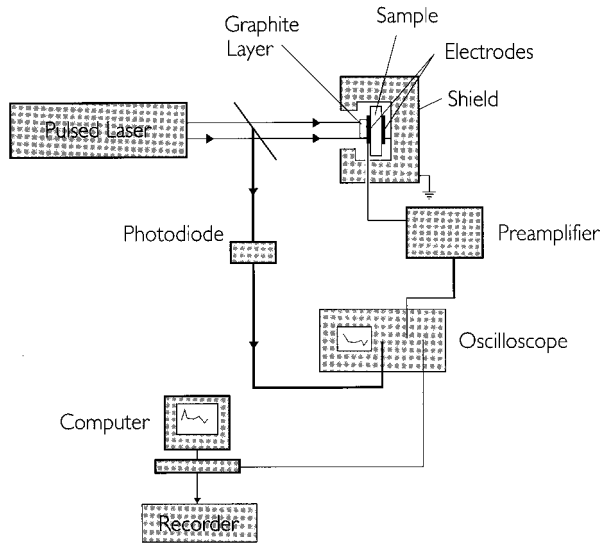 Graphite
Layer
Sample
Electrodes
Shield
Pulsed Laser
Photodiode
Preamplifier
Oscilloscope
Computer
Recorder